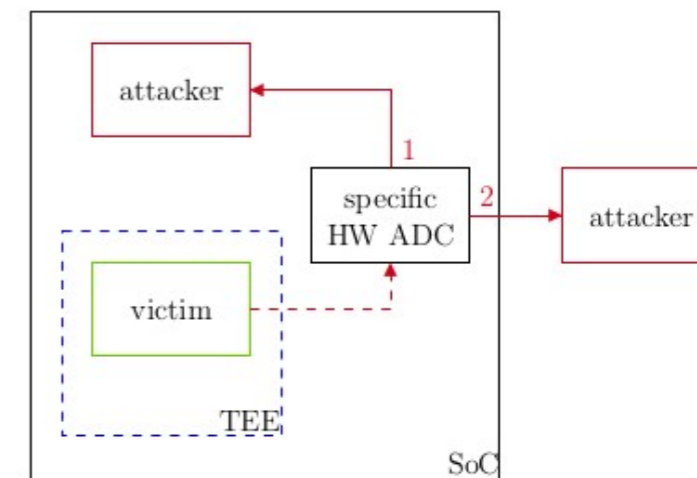 attacker
1
specific
HW ADC
2
attacker
victim
TEE
SoC